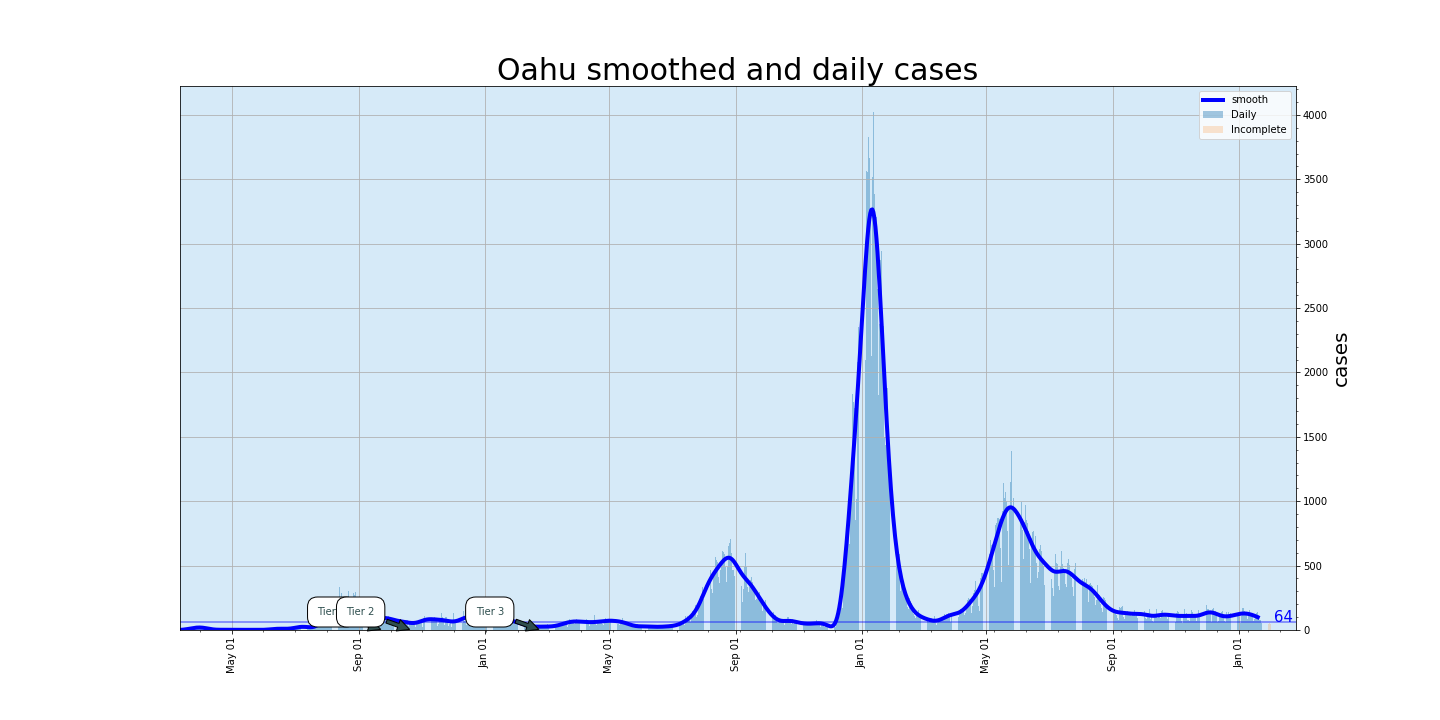 Oahu smoothed and daily cases
smooth
Daily
Incomplete
4000
3500
3000
2500
2000
1500
1000
500
0
cases
64
Tier
Tier 2
Tier 3
May 01
Sep 01
Jan 01
May 01
Sep 01
Jan 01
May 01
Sep 01
Jan 01